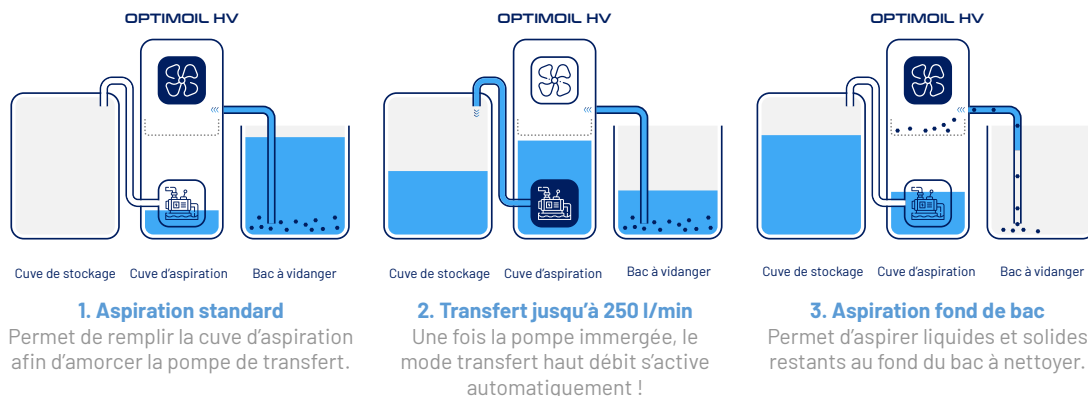 OPTIMOIL HV
Cuve de stockage
Cuve d'aspiration
Bac à vidanger
1. Aspiration standard
Permet de remplir la cuve d'aspiration
afin d'amorcer la pompe de transfert.
OPTIMOIL HV
Cuve de stockage
Cuve d'aspiration
Bac à vidanger
2. Transfert jusqu'à 250 l/min
Une fois la pompe immergée, le
mode transfert haut débit s'active
automatiquement !
OPTIMOIL HV
Cuve de stockage
Cuve d'aspiration
Bac à vidanger
3. Aspiration fond de bac
Permet d'aspirer liquides et solides
restants au fond du bac à nettoyer.